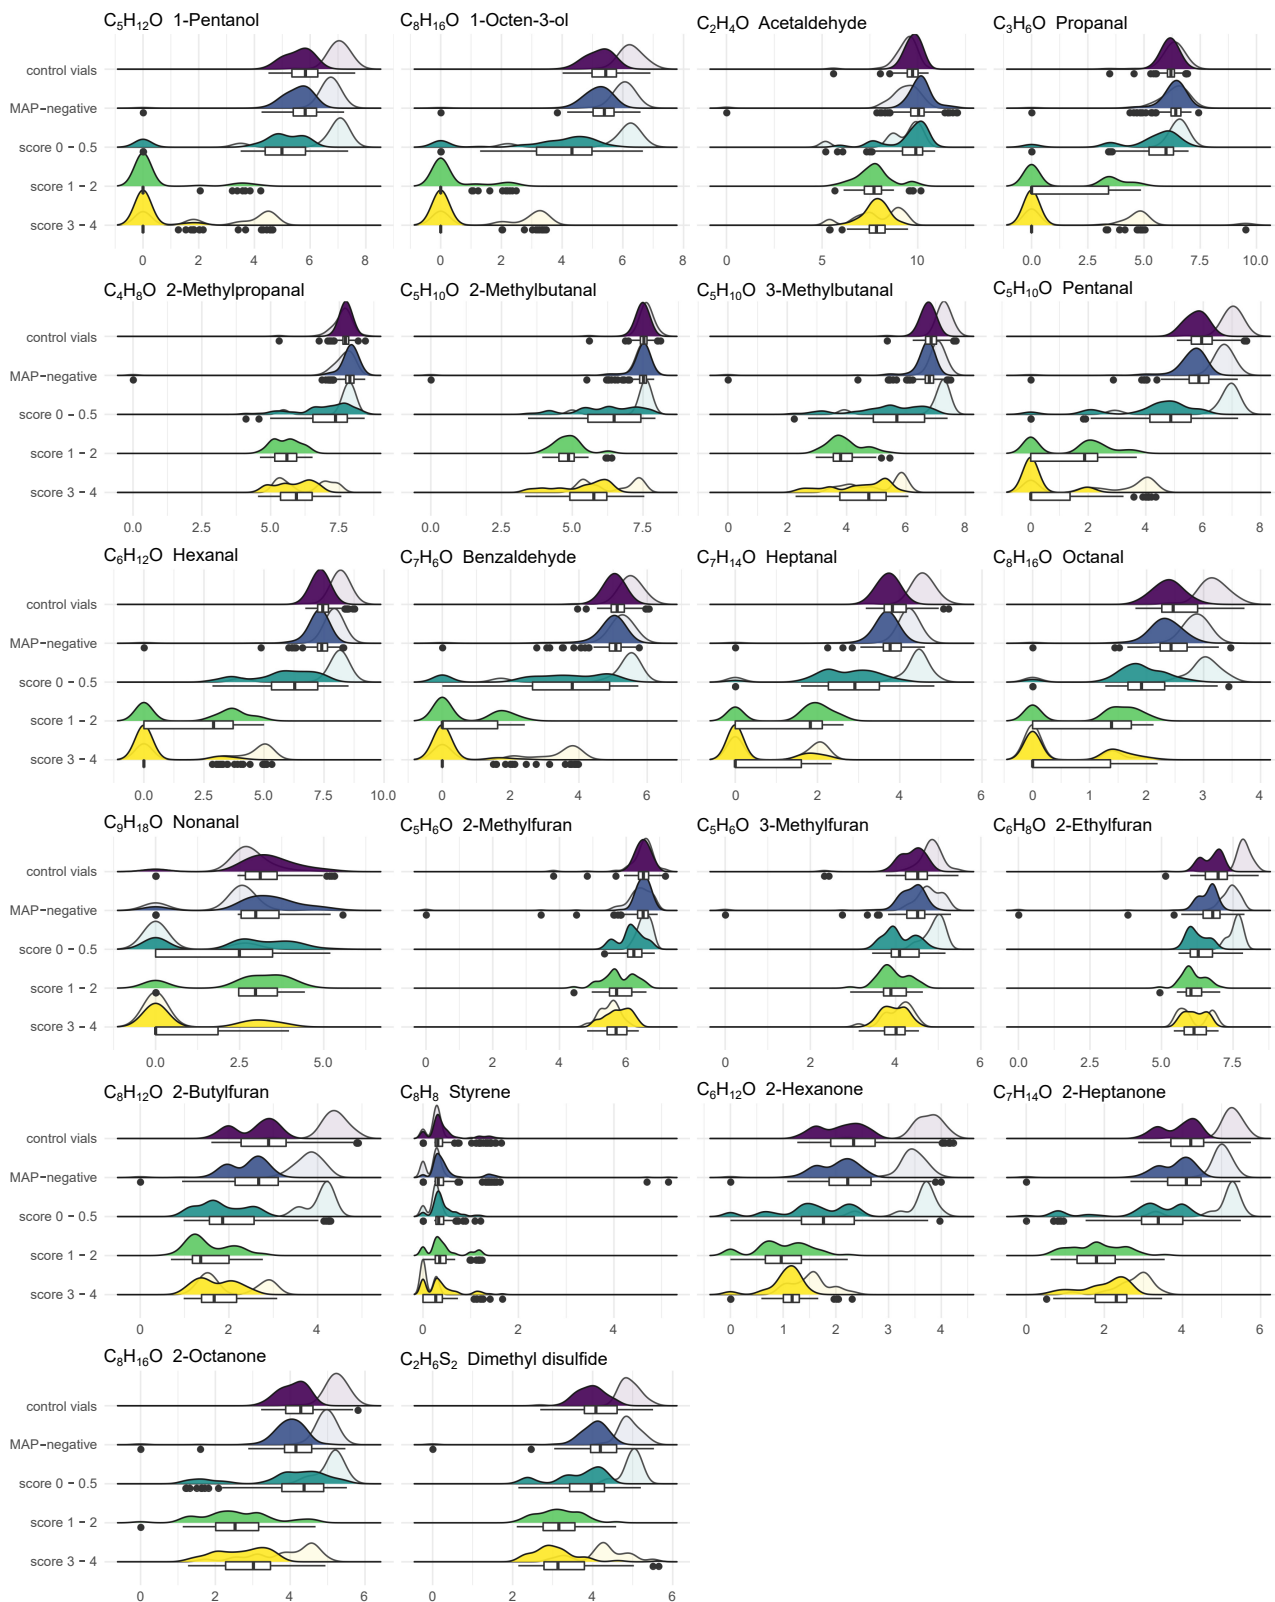 C₅H₁₂O 1-Pentanol
C₈H₁₆O 1-Octen-3-ol
C₂H₄O Acetaldehyde
C₃H₆O Propanal
control vials
MAP-negative
score 0 - 0.5
score 1 - 2
score 3 - 4
0 2 4 6 8
0 2 4 6 8
0 5 10
0.0 2.5 5.0 7.5 10.0
C₄H₈O 2-Methylpropanal
C₅H₁₀O 2-Methylbutanal
C₅H₁₀O 3-Methylbutanal
C₅H₁₀O Pentanal
control vials
MAP-negative
score 0 - 0.5
score 1 - 2
score 3 - 4
0.0 2.5 5.0 7.5
0.0 2.5 5.0 7.5
0 2 4 6 8
0 2 4 6 8
C₆H₁₂O Hexanal
C₇H₆O Benzaldehyde
C₇H₁₄O Heptanal
C₈H₁₆O Octanal
control vials
MAP-negative
score 0 - 0.5
score 1 - 2
score 3 - 4
0.0 2.5 5.0 7.5 10.0
0 2 4 6
0 2 4 6
0 1 2 3 4
C₉H₁₈O Nonanal
C₅H₆O 2-Methylfuran
C₅H₆O 3-Methylfuran
C₆H₈O 2-Ethylfuran
control vials
MAP-negative
score 0 - 0.5
score 1 - 2
score 3 - 4
0.0 2.5 5.0
0 2 4 6
0 2 4 6
0.0 2.5 5.0 7.5
C₈H₁₂O 2-Butylfuran
C₈H₈ Styrene
C₆H₁₂O 2-Hexanone
C₇H₁₄O 2-Heptanone
control vials
MAP-negative
score 0 - 0.5
score 1 - 2
score 3 - 4
0 2 4
0 2 4
0 1 2 3 4
0 2 4 6
C₈H₁₆O 2-Octanone
C₂H₆S₂ Dimethyl disulfide
control vials
MAP-negative
score 0 - 0.5
score 1 - 2
score 3 - 4
0 2 4 6
0 2 4 6